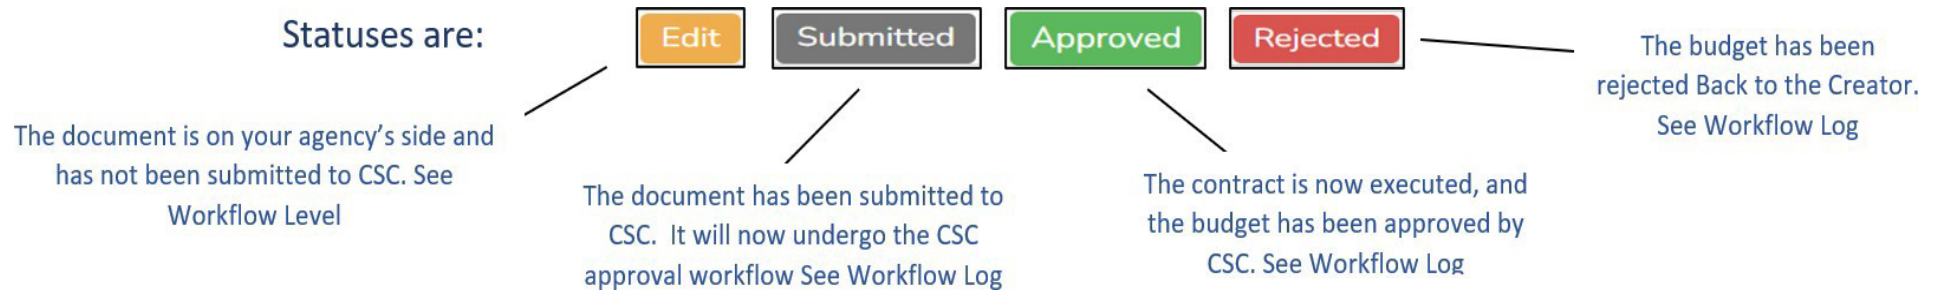 Statuses are:
Edit
Submitted
Approved
Rejected
The document is on your agency’s side and
has not been submitted to CSC. See
Workflow Level
The document has been submitted to
CSC.  It will now undergo the CSC
approval workflow See Workflow Log
The contract is now executed, and
the budget has been approved by
CSC. See Workflow Log
The budget has been
rejected Back to the Creator.
See Workflow Log